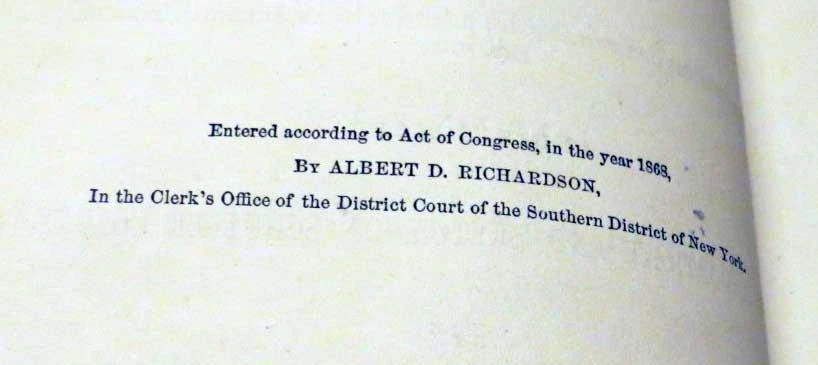 Entered according to Act of Congress, in the year 1868,
By ALBERT D. RICHARDSON,
In the Clerk's Office of the District Court of the Southern District of New York.